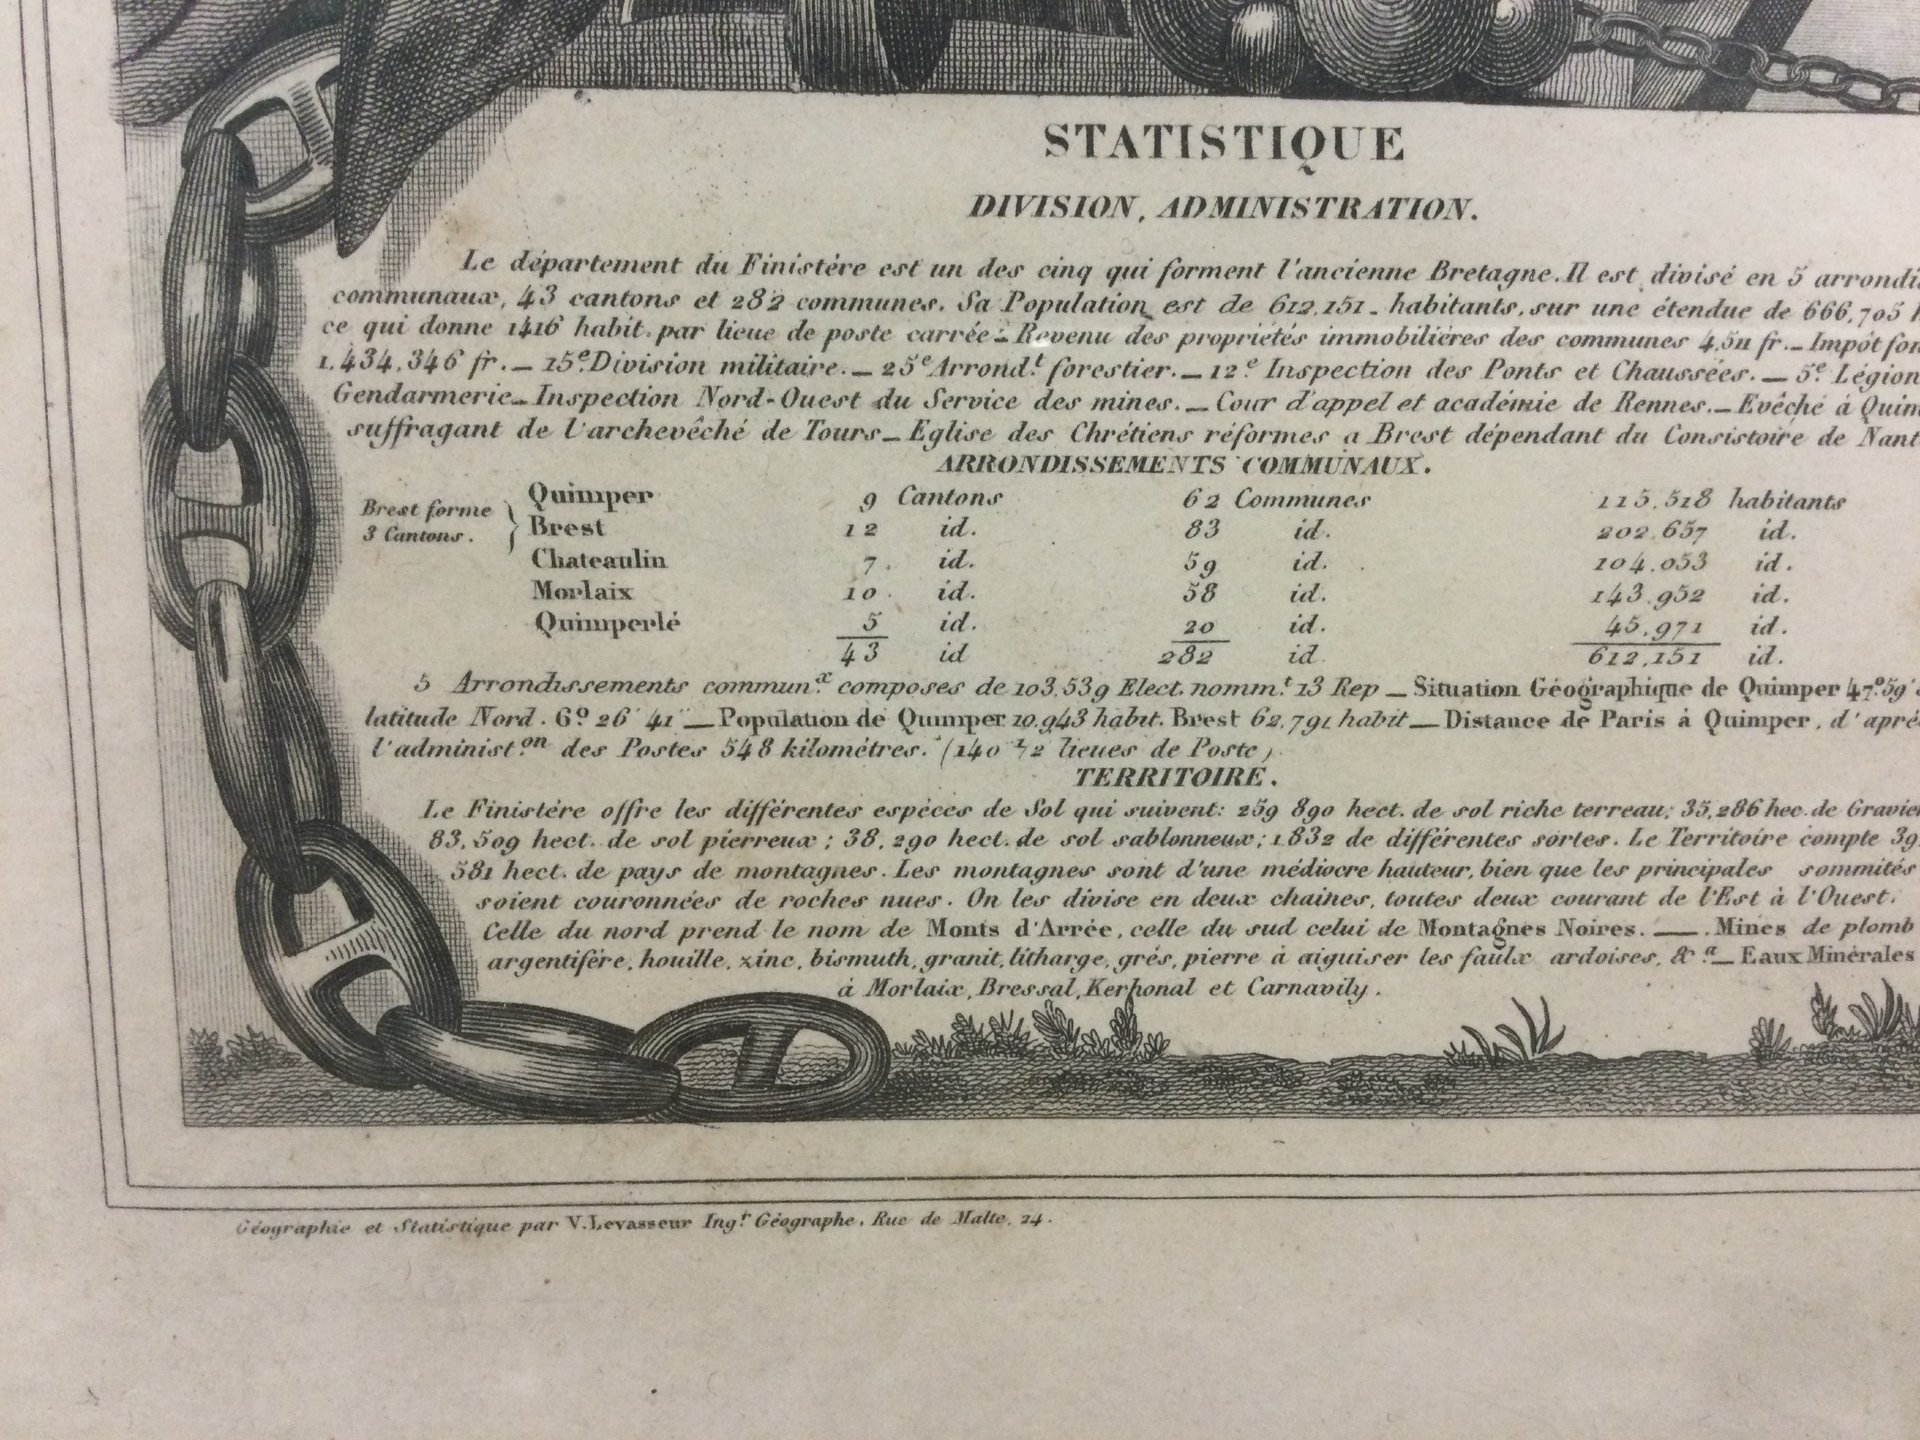 STATISTIQUE
DIVISION, ADMINISTRATION.
Le département du Finistére est un des cinq qui forment l'ancienne Bretagne. Il est divisé en 5 arrondi
communaux, 43 cantons et 282 communes. Sa Population est de 612,151. habitants, sur une étendue de 666,705 h
ce qui donne 1416 habit. par lieue de poste carrée.— Revenu des propriétés immobiliéres des communes 4,511 fr.— Impôt fon
1,434,346 fr.— 15e. Division militaire.— 25e Arrond.t forestier.— 12e Inspection des Ponts et Chaussées.— 5e. Légion
Gendarmerie— Inspection Nord-Ouest du Service des mines.— Cour d'appel et académie de Rennes.— Evêché á Quim
suffragant de l'archevêché de Tours— Eglise des Chrétiens réformes a Brest dépendant du Consistoire de Nant
ARRONDISSEMENTS COMMUNAUX.
Quimper 9 Cantons 62 Communes 115,518 habitants
Brest forme 3 Cantons. } Brest 12 id. 83 id. 202,657 id.
Chateaulin 7. id. 59 id. 104,053 id.
Morlaix 10. id. 58 id. 143,952 id.
Quimperlé 5 id. 20 id. 45,971 id.
43 id 282 id. 612,151 id.
5 Arrondissements commun.x composes de 103,539 Elect. nomm.t 13 Rep — Situation Géographique de Quimper 47°.59'
latitude Nord. 6° 26' 41" — Population de Quimper 10,943 habit. Brest 62,791 habit — Distance de Paris à Quimper, d'apré
l'administ.on des Postes 548 kilométres. (140 1/2 lieues de Poste)
TERRITOIRE.
Le Finistére offre les différentes espéces de Sol qui suivent: 259 890 hect. de sol riche terreau; 35,286 hec. de Gravier
83,509 hect. de sol pierreux; 38,290 hect. de sol sablonneux; 1,832 de différentes sortes. Le Territoire compte 39,
581 hect. de pays de montagnes. Les montagnes sont d'une médiocre hauteur, bien que les principales sommités
soient couronnées de roches nues. On les divise en deux chaines, toutes deux courant de l'Est à l'Ouest.
Celle du nord prend le nom de Monts d'Arrée, celle du sud celui de Montagnes Noires. —. Mines de plomb
argentifére, houille, zinc, bismuth, granit, litharge, grés, pierre à aiguiser les faulx ardoises, &.a— Eaux Minérales
á Morlaix, Bressal, Kerhonal et Carnavily.
Géographie et Statistique par V. Levasseur Ing.r Géographe, Rue de Malte, 24.